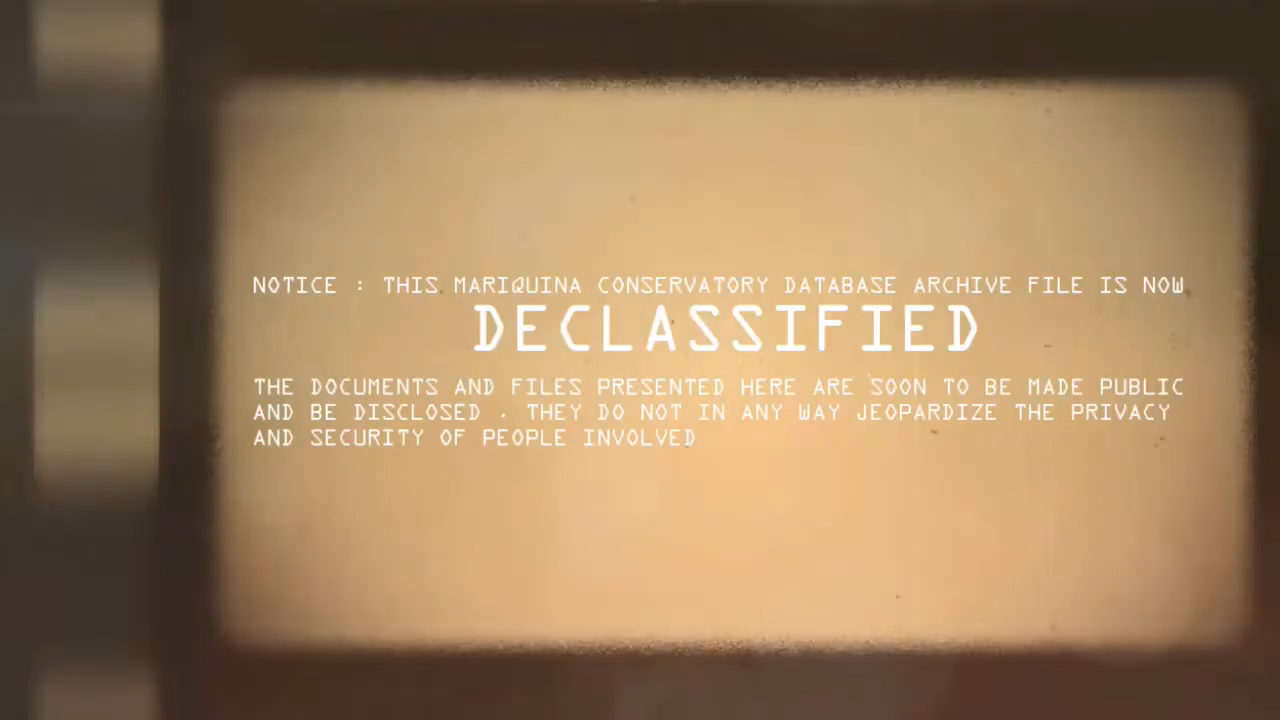 NOTICE : THIS MARIQUINA CONSERVATORY DATABASE ARCHIVE FILE IS NOW
DECLASSIFIED
THE DOCUMENTS AND FILES PRESENTED HERE ARE SOON TO BE MADE PUBLIC
AND BE DISCLOSED . THEY DO NOT IN ANY WAY JEOPARDIZE THE PRIVACY
AND SECURITY OF PEOPLE INVOLVED